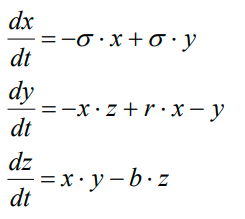 dx/dt = −σ · x + σ · y
dy/dt = −x · z + r · x − y
dz/dt = x · y − b · z